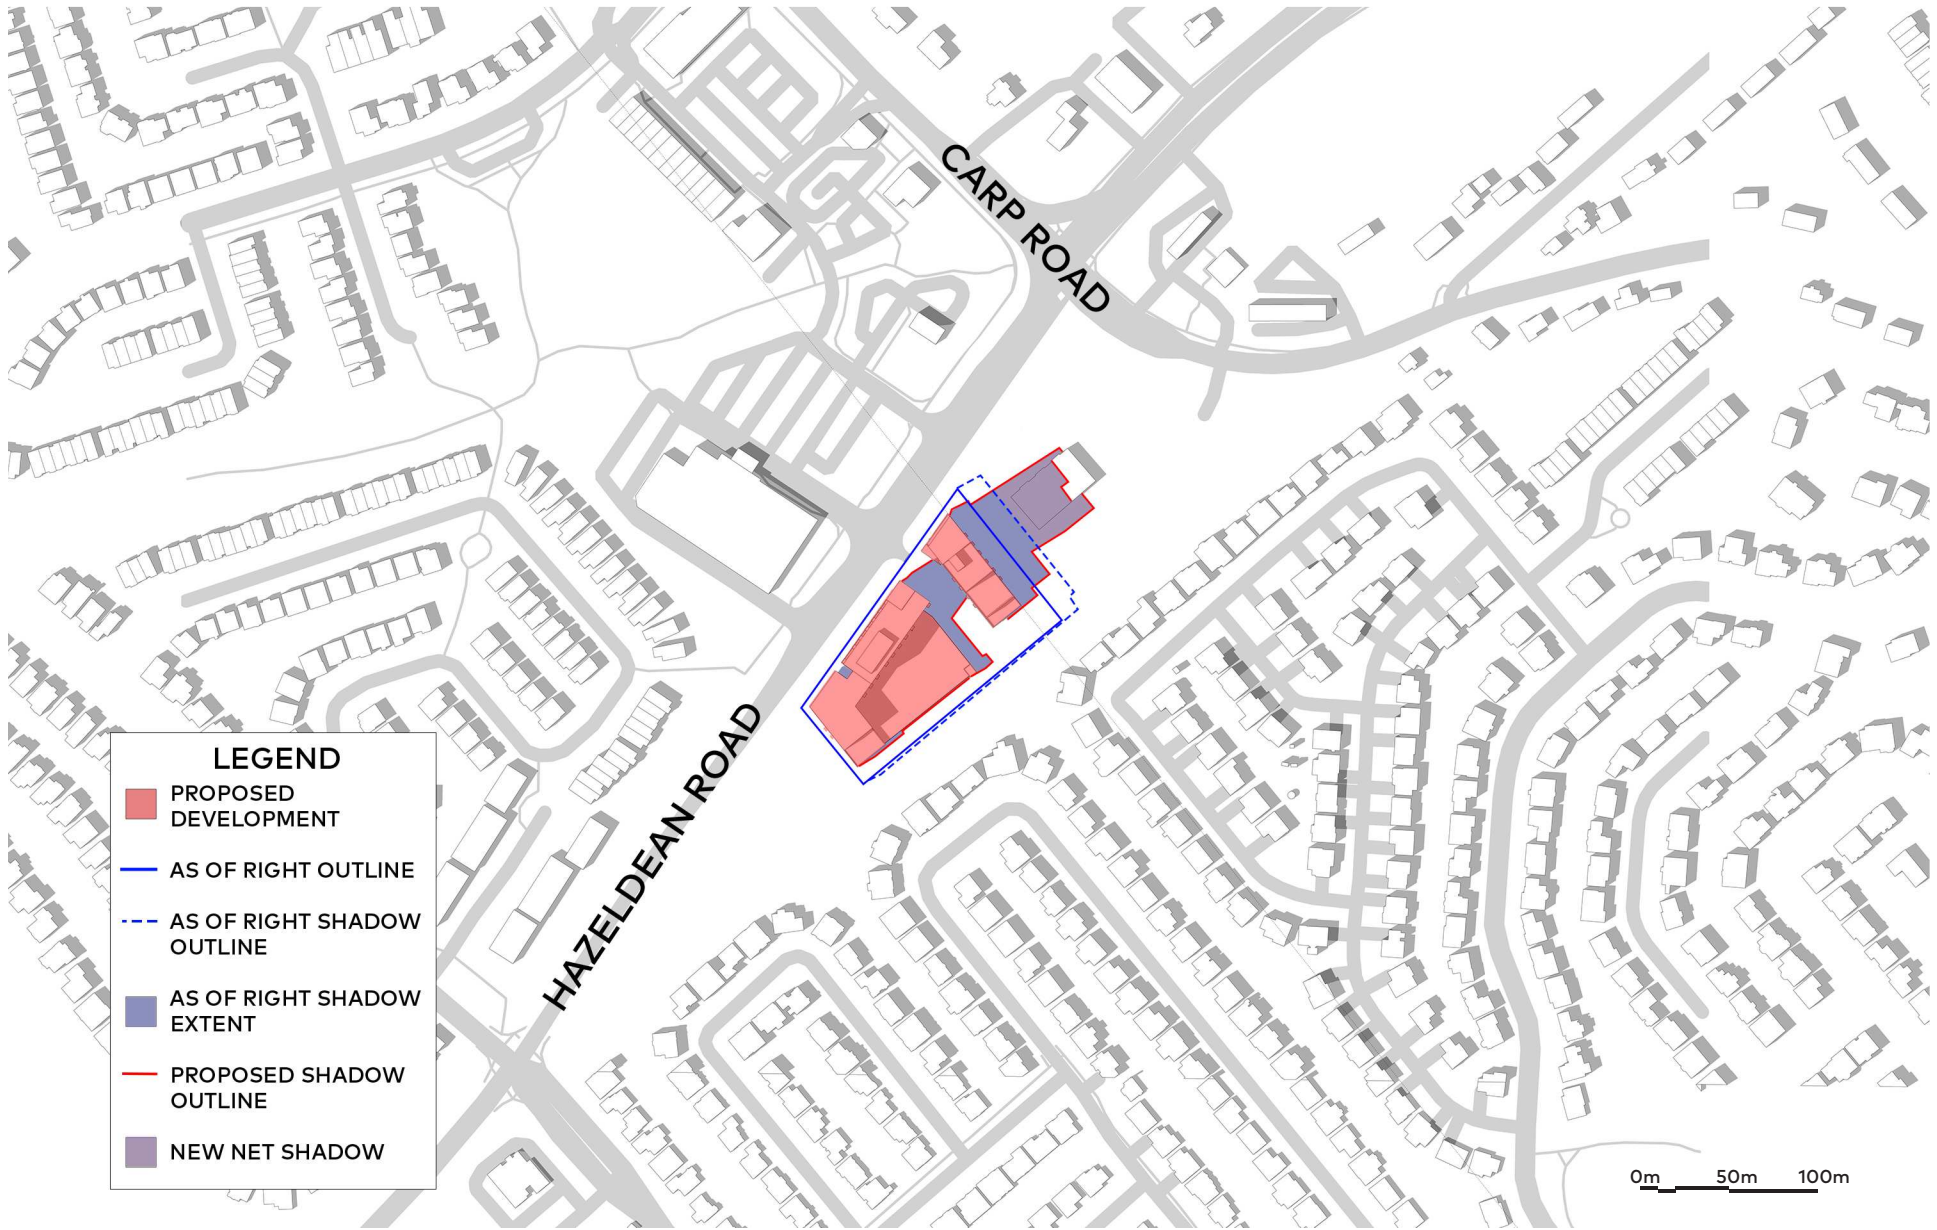 CARP ROAD
HAZELDEAN ROAD
LEGEND
PROPOSED
DEVELOPMENT
AS OF RIGHT OUTLINE
AS OF RIGHT SHADOW
OUTLINE
AS OF RIGHT SHADOW
EXTENT
PROPOSED SHADOW
OUTLINE
NEW NET SHADOW
0m 50m 100m